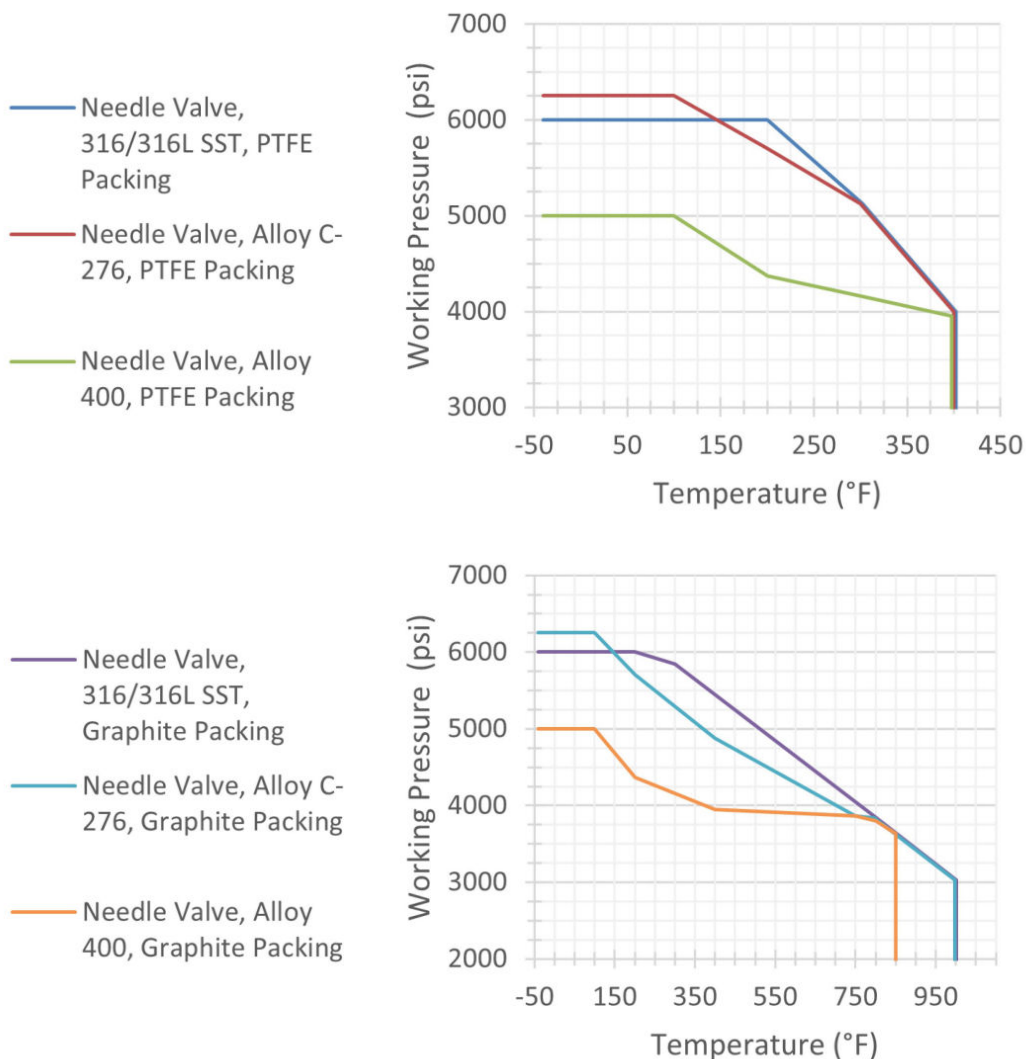 Needle Valve,
316/316L SST, PTFE
Packing
Needle Valve, Alloy C-
276, PTFE Packing
Needle Valve, Alloy
400, PTFE Packing
Working Pressure (psi)
7000
6000
5000
4000
3000
-50 50 150 250 350 450
Temperature (°F)
Needle Valve,
316/316L SST,
Graphite Packing
Needle Valve, Alloy C-
276, Graphite Packing
Needle Valve, Alloy
400, Graphite Packing
Working Pressure (psi)
7000
6000
5000
4000
3000
2000
-50 150 350 550 750 950
Temperature (°F)